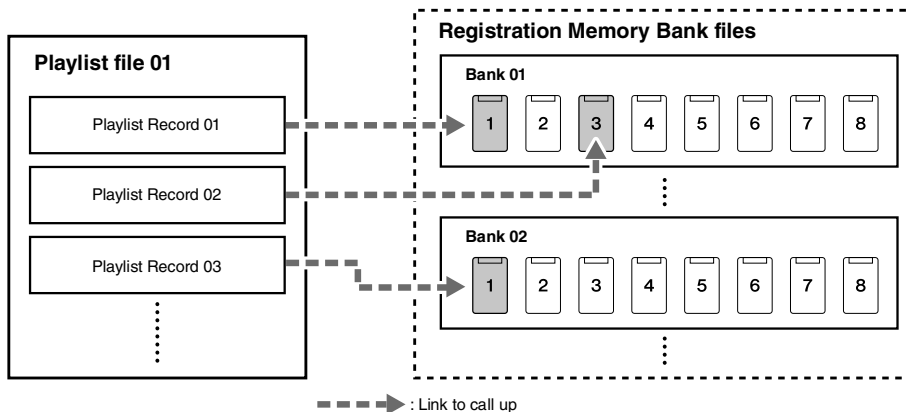 Playlist file 01
Playlist Record 01
Playlist Record 02
Playlist Record 03
Registration Memory Bank files
Bank 01
1 2 3 4 5 6 7 8
Bank 02
1 2 3 4 5 6 7 8
: Link to call up